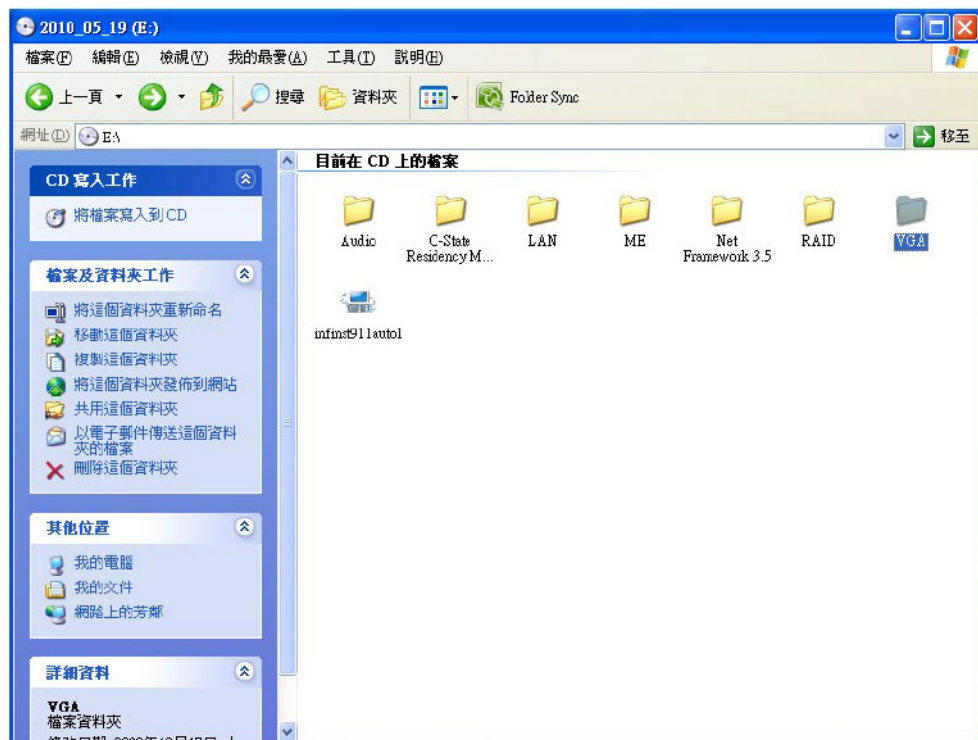 2010_05_19 (E:)
檔案(F) 編輯(E) 檢視(V) 我的最愛(A) 工具(T) 說明(H)
上一頁 搜尋 資料夾 Folder Sync
網址(D) E:\ 移至
CD 寫入工作
將檔案寫入到 CD
檔案及資料夾工作
將這個資料夾重新命名
移動這個資料夾
複製這個資料夾
將這個資料夾發佈到網站
共用這個資料夾
以電子郵件傳送這個資料
夾的檔案
刪除這個資料夾
其他位置
我的電腦
我的文件
網路上的芳鄰
詳細資料
VGA
檔案資料夾
目前在 CD 上的檔案
Audio
C-State
Residency M...
LAN
ME
Net
Framework 3.5
RAID
VGA
infinst911auto1